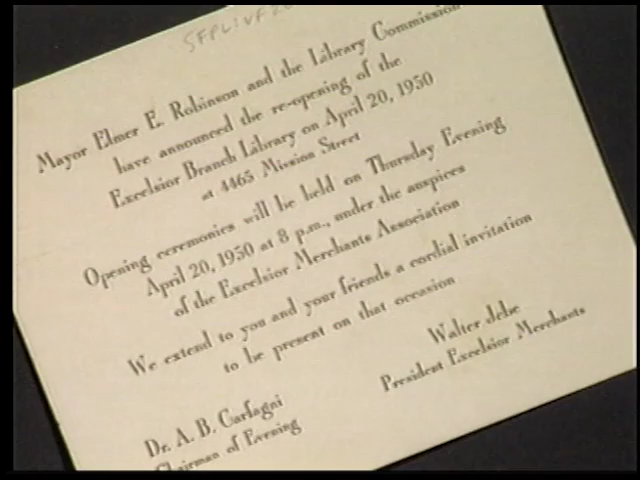 Mayor Elmer E. Robinson and the Library Commission
have announced the re-opening of the
Excelsior Branch Library on April 20, 1950
at 4465 Mission Street
Opening ceremonies will be held on Thursday Evening
April 20, 1950 at 8 p.m., under the auspices
of the Excelsior Merchants Association
We extend to you and your friends a cordial invitation
to be present on that occasion
Walter Jebe
President Excelsior Merchants
Dr. A. B. Carfagni
Chairman of Evening